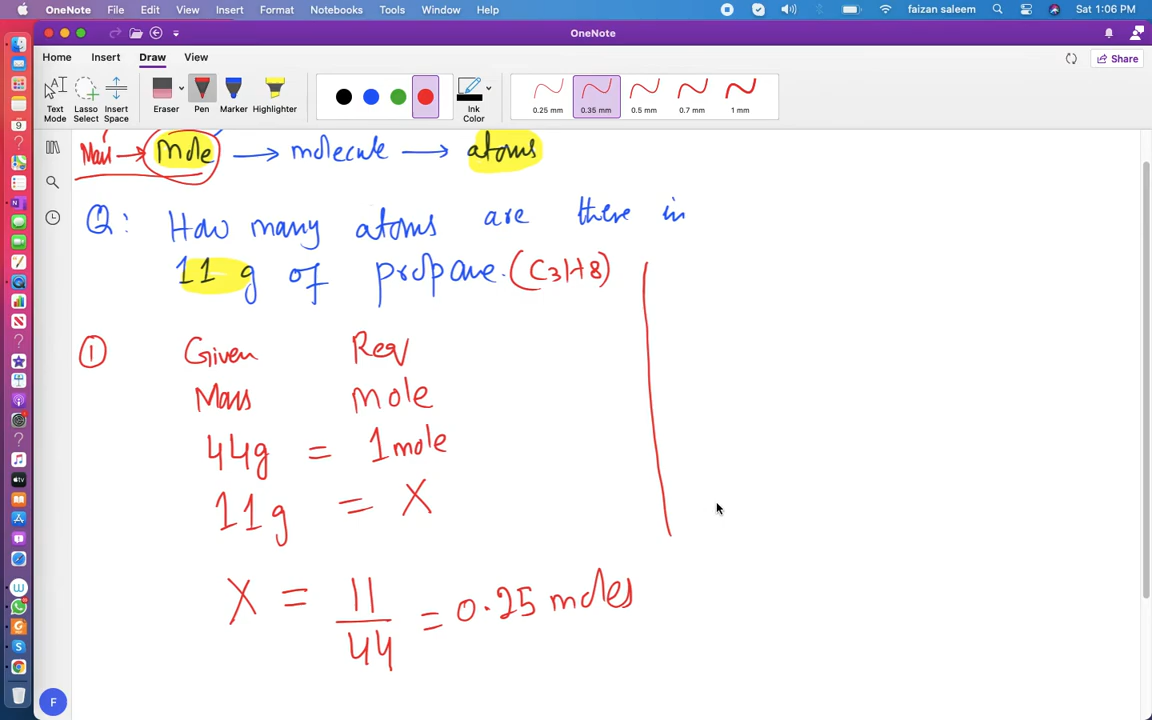 OneNote File Edit View Insert Format Notebooks Tools Window Help faizan saleem Sat 1:06 PM
OneNote
Home Insert Draw View Share
Text Mode Lasso Select Insert Space Eraser Pen Marker Highlighter Ink Color 0.25 mm 0.35 mm 0.5 mm 0.7 mm 1 mm
→ mole → molecule → atoms
Q: How many atoms are there in
11 g of propane. (C3H8)
1 Given Req
Mass mole
44g = 1 mole
11g = X
X = 11 / 44 = 0.25 moles
F